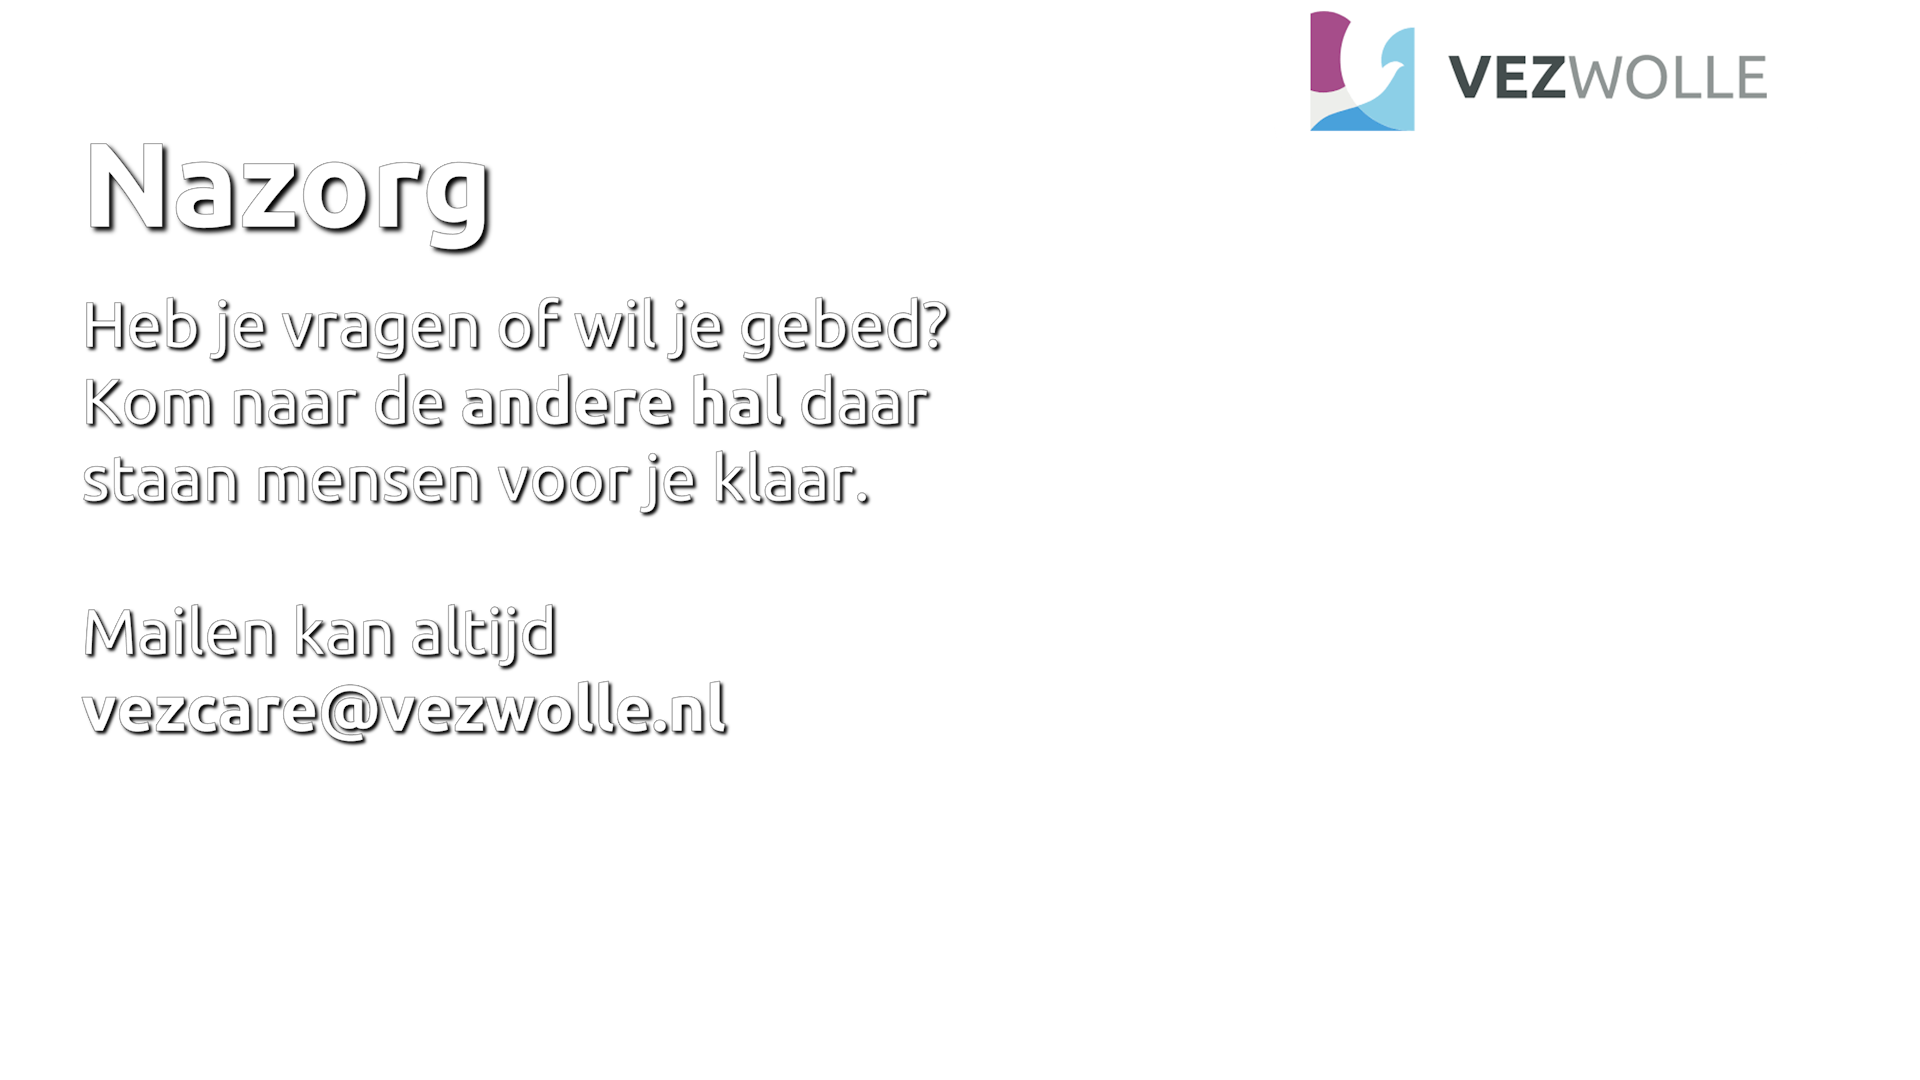 VEZWOLLE
Nazorg
Heb je vragen of wil je gebed?
Kom naar de andere hal daar
staan mensen voor je klaar.
Mailen kan altijd
vezcare@vezwolle.nl